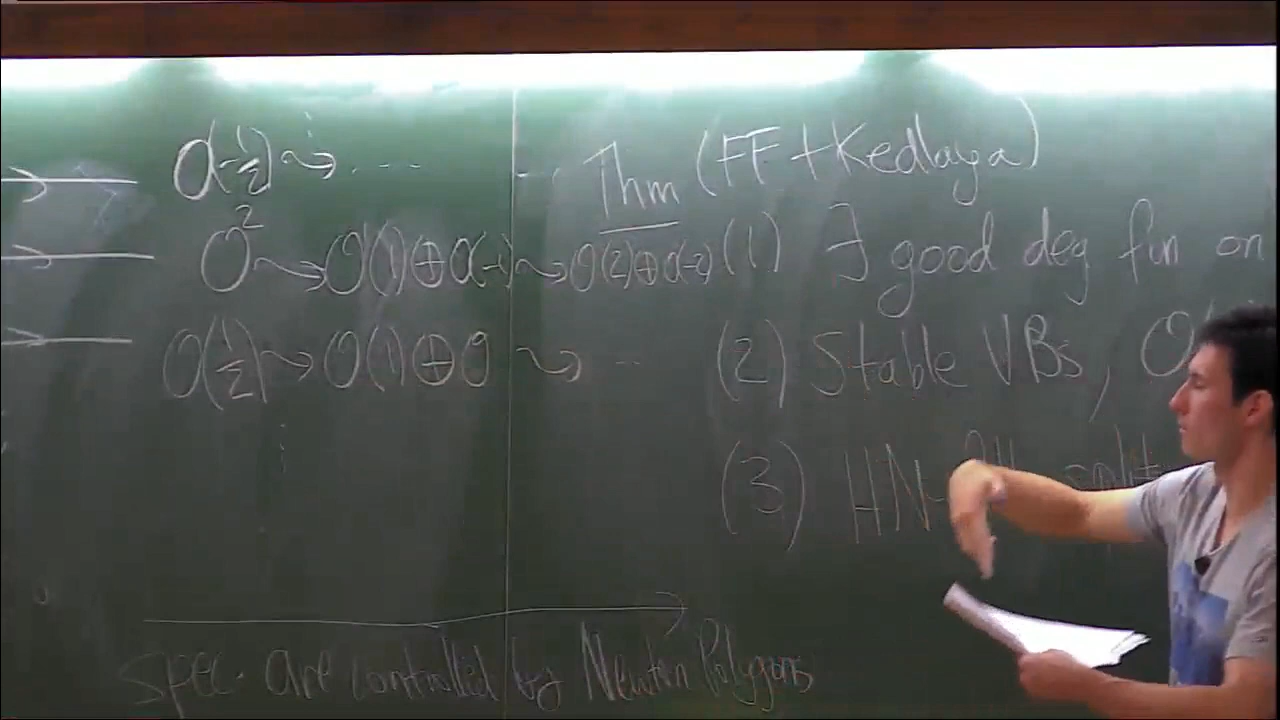 O(-1/2) ⇝ . ...
O² ⇝ O(1)⊕O(-1) ⇝ O(2)⊕O(-2)
O(1/2) ⇝ O(1)⊕O ⇝ ...
Spec. are controlled by Newton Polygons
Thm (FF + Kedlaya)
(1) ∃ good deg fun on
(2) Stable VBs, O
(3) HN-